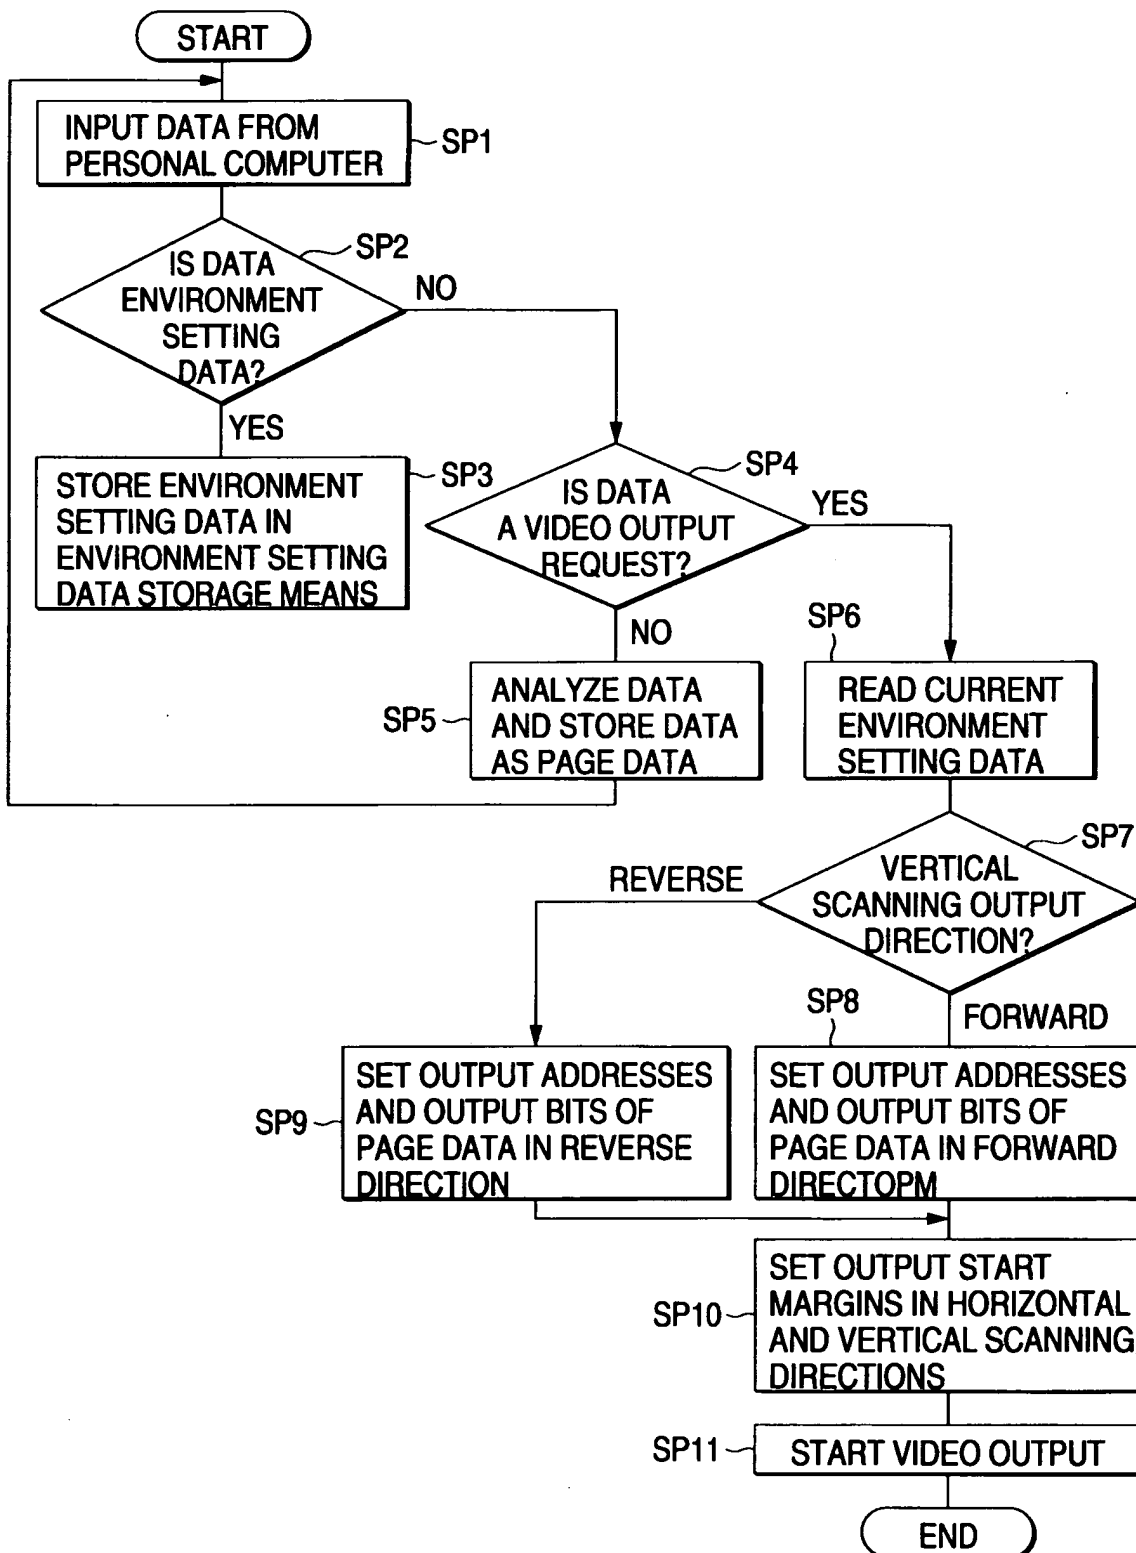 START
INPUT DATA FROM
PERSONAL COMPUTER
SP1
SP2
IS DATA
ENVIRONMENT
SETTING
DATA?
NO
YES
STORE ENVIRONMENT
SETTING DATA IN
ENVIRONMENT SETTING
DATA STORAGE MEANS
SP3
SP4
IS DATA
A VIDEO OUTPUT
REQUEST?
YES
NO
SP5
ANALYZE DATA
AND STORE DATA
AS PAGE DATA
SP6
READ CURRENT
ENVIRONMENT
SETTING DATA
SP7
VERTICAL
SCANNING OUTPUT
DIRECTION?
REVERSE
FORWARD
SP8
SET OUTPUT ADDRESSES
AND OUTPUT BITS OF
PAGE DATA IN FORWARD
DIRECTOPM
SP9
SET OUTPUT ADDRESSES
AND OUTPUT BITS OF
PAGE DATA IN REVERSE
DIRECTION
SP10
SET OUTPUT START
MARGINS IN HORIZONTAL
AND VERTICAL SCANNING
DIRECTIONS
SP11
START VIDEO OUTPUT
END